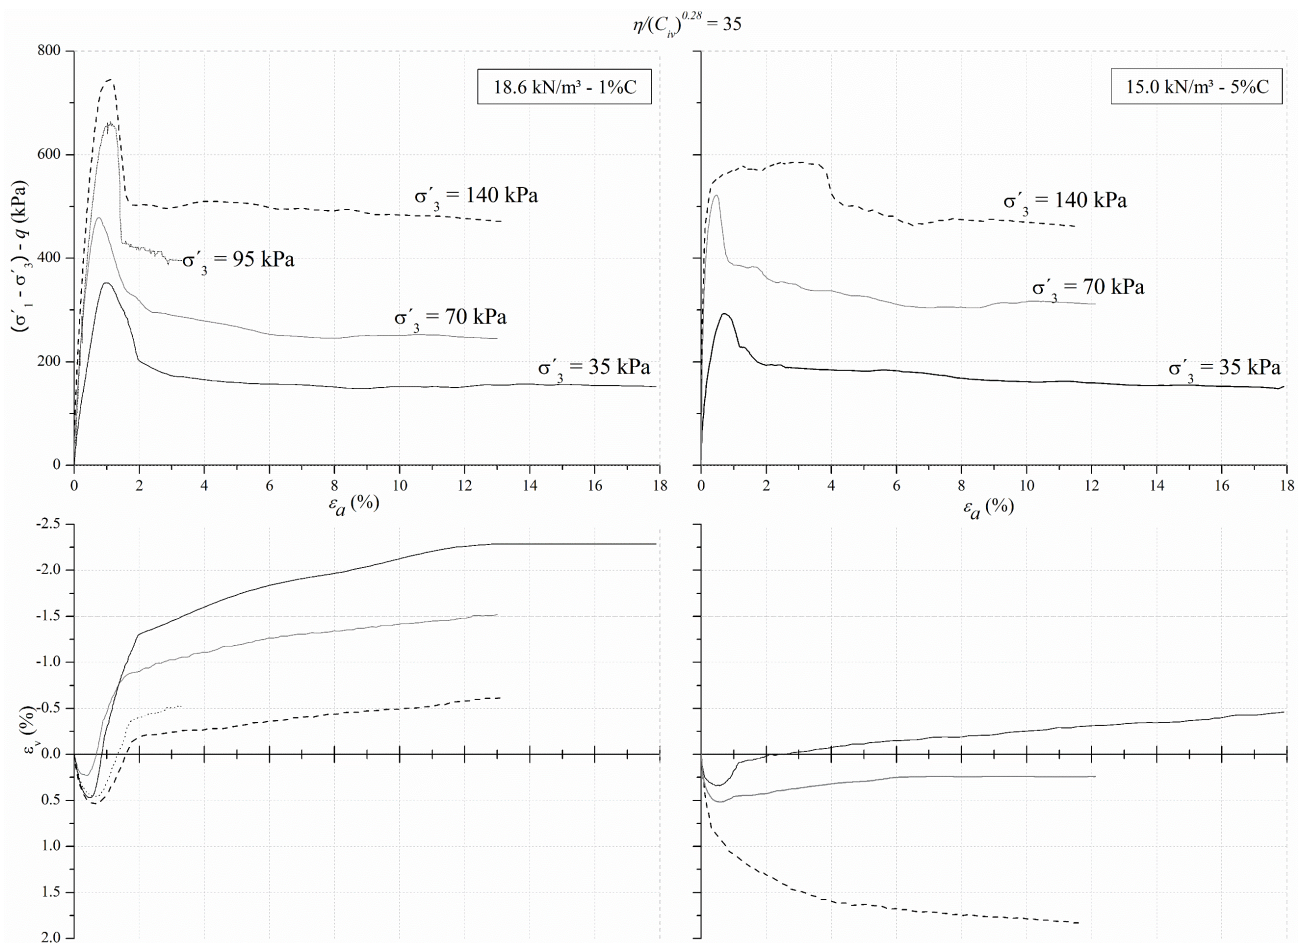 η/(C_iv)^0.28 = 35
18.6 kN/m³ - 1%C
15.0 kN/m³ - 5%C
(σ´₁ - σ´₃) - q (kPa)
800
600
400
200
0
σ´₃ = 140 kPa
σ´₃ = 95 kPa
σ´₃ = 70 kPa
σ´₃ = 35 kPa
σ´₃ = 140 kPa
σ´₃ = 70 kPa
σ´₃ = 35 kPa
0 2 4 6 8 10 12 14 16 18
0 2 4 6 8 10 12 14 16 18
εa (%)
εa (%)
εv (%)
-2.5
-2.0
-1.5
-1.0
-0.5
0.0
0.5
1.0
1.5
2.0